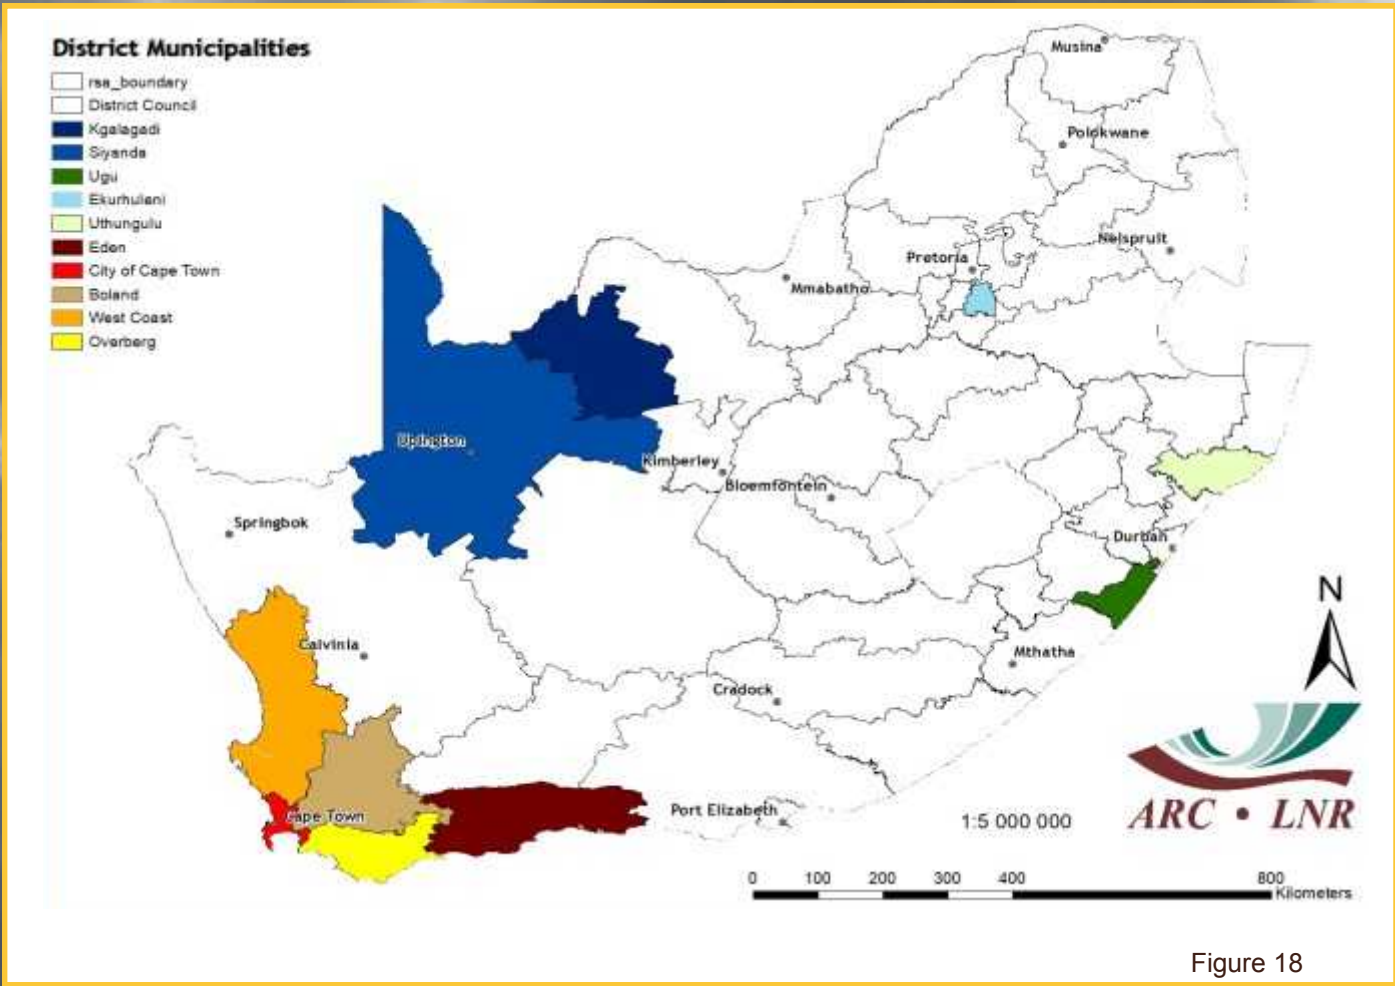 District Municipalities
rsa_boundary
District Council
Kgalagadi
Siyanda
Ugu
Ekurhuleni
Uthungulu
Eden
City of Cape Town
Boland
West Coast
Overberg
Musina
Polokwane
Nelspruit
Pretoria
Mmabatho
Upington
Kimberley
Bloemfontein
Springbok
Durban
N
Calvinia
Mthatha
Cradock
Cape Town
Port Elizabeth
1:5 000 000
ARC • LNR
0 100 200 300 400 800
Kilometers
Figure 18